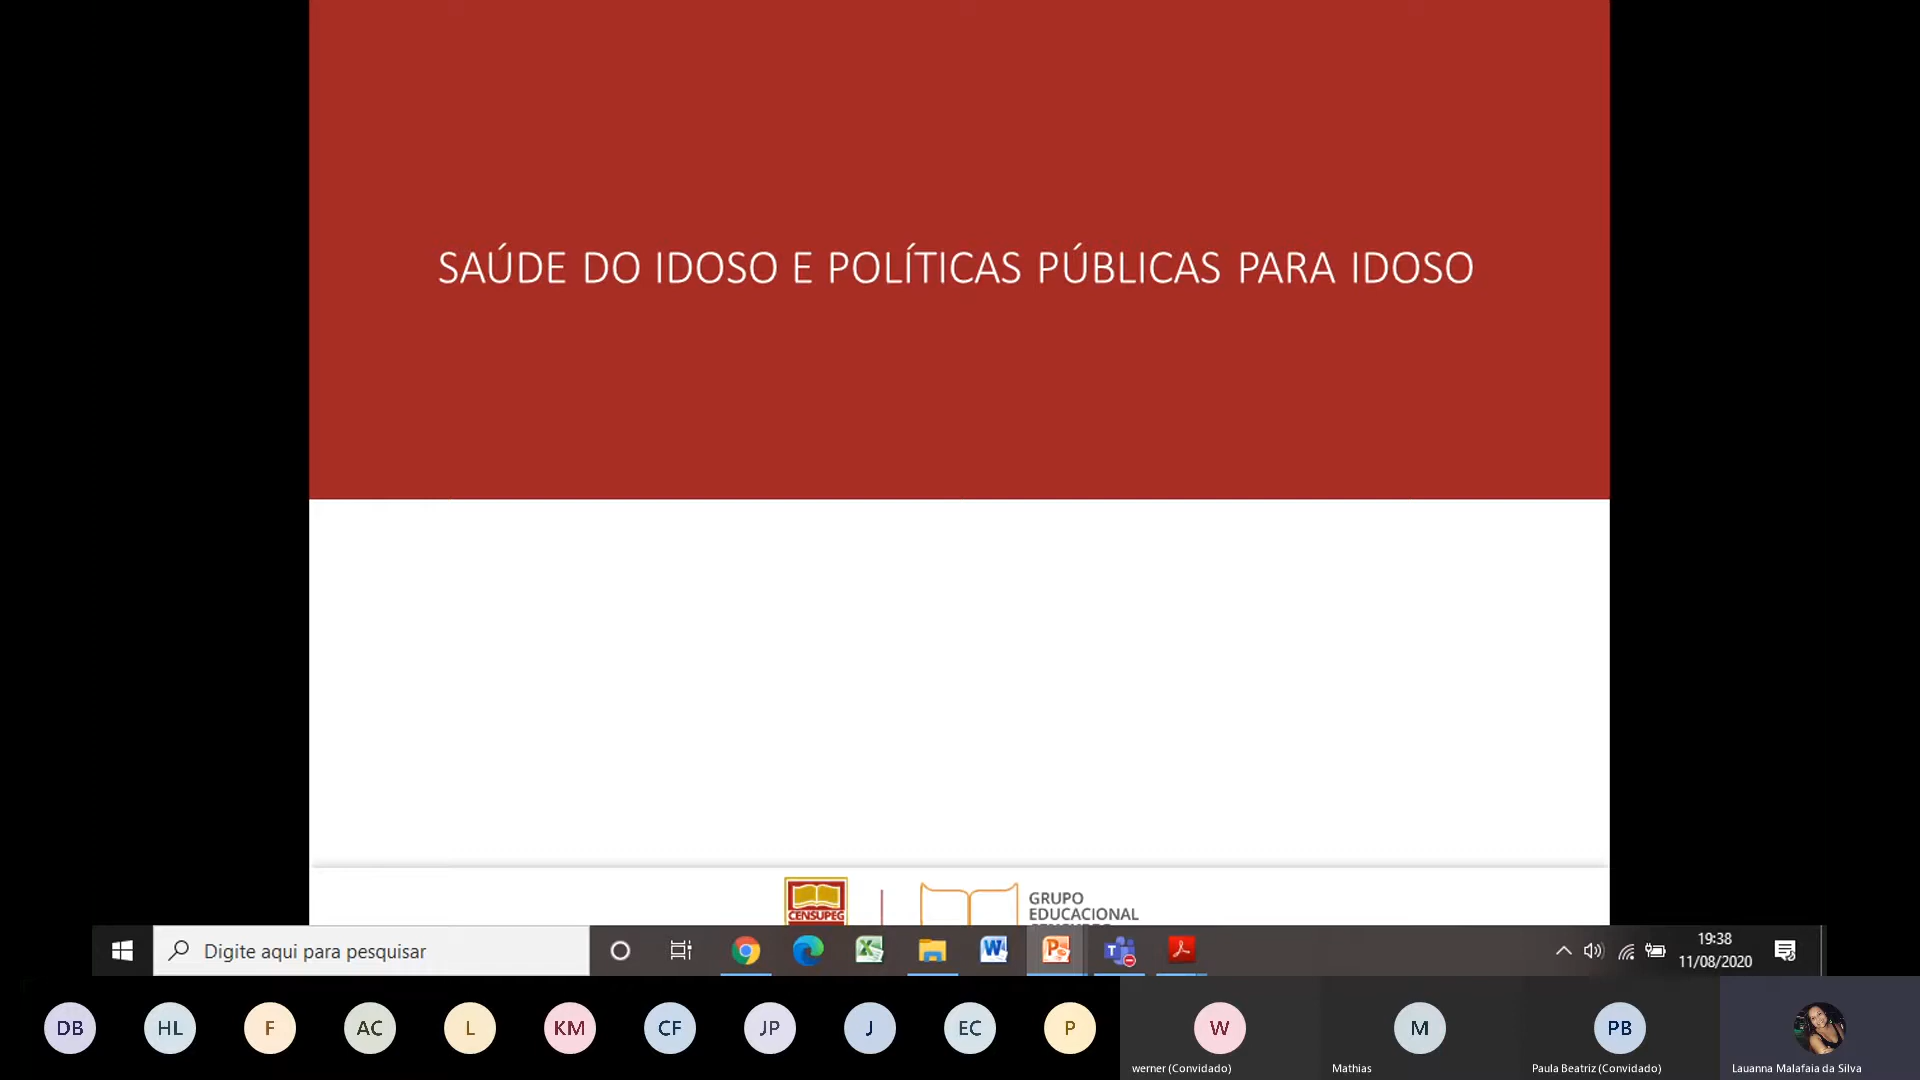 SAÚDE DO IDOSO E POLÍTICAS PÚBLICAS PARA IDOSO
CENSUPEG
GRUPO
EDUCACIONAL
Digite aqui para pesquisar
19:38
11/08/2020
DB
HL
F
AC
L
KM
CF
JP
J
EC
P
W
M
PB
werner (Convidado)
Mathias
Paula Beatriz (Convidado)
Lauanna Malafaia da Silva